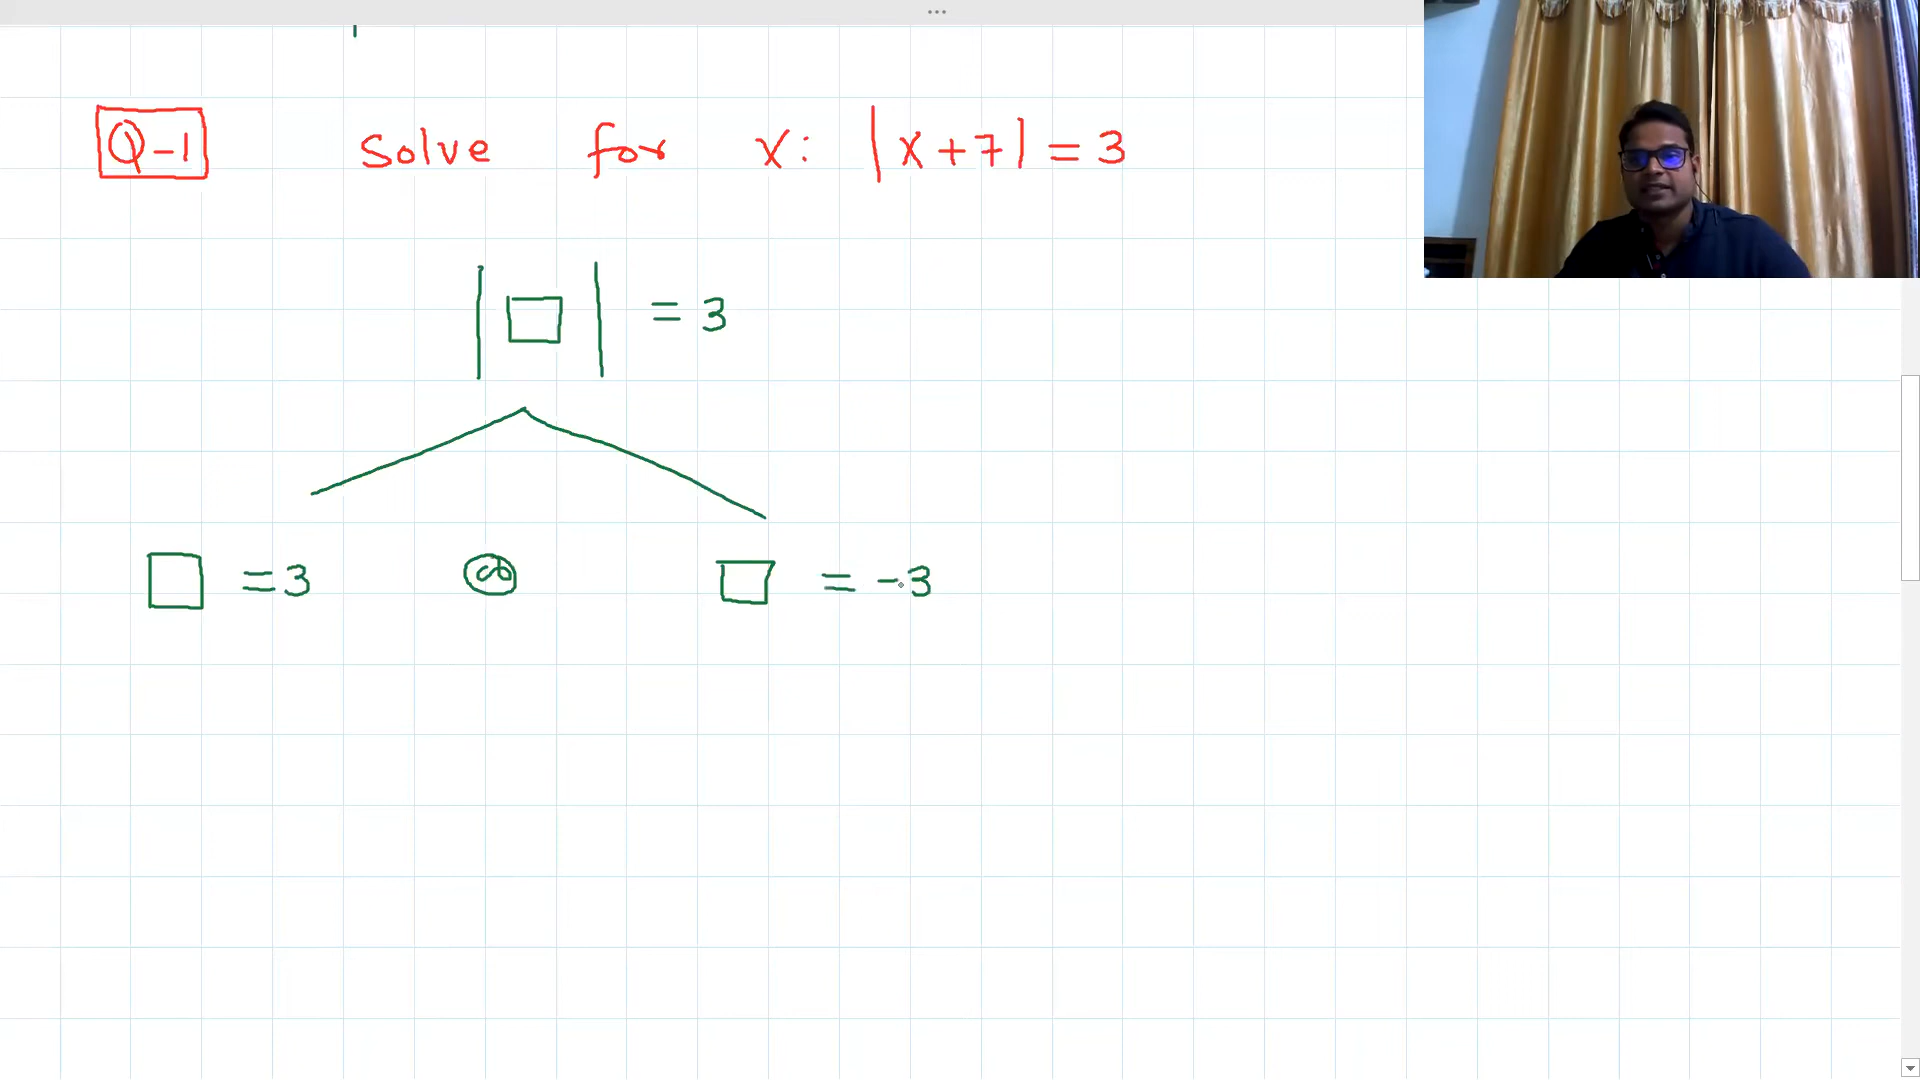 Q-1 Solve for x: |x+7| = 3
|□| = 3
□ = 3 or □ = -3